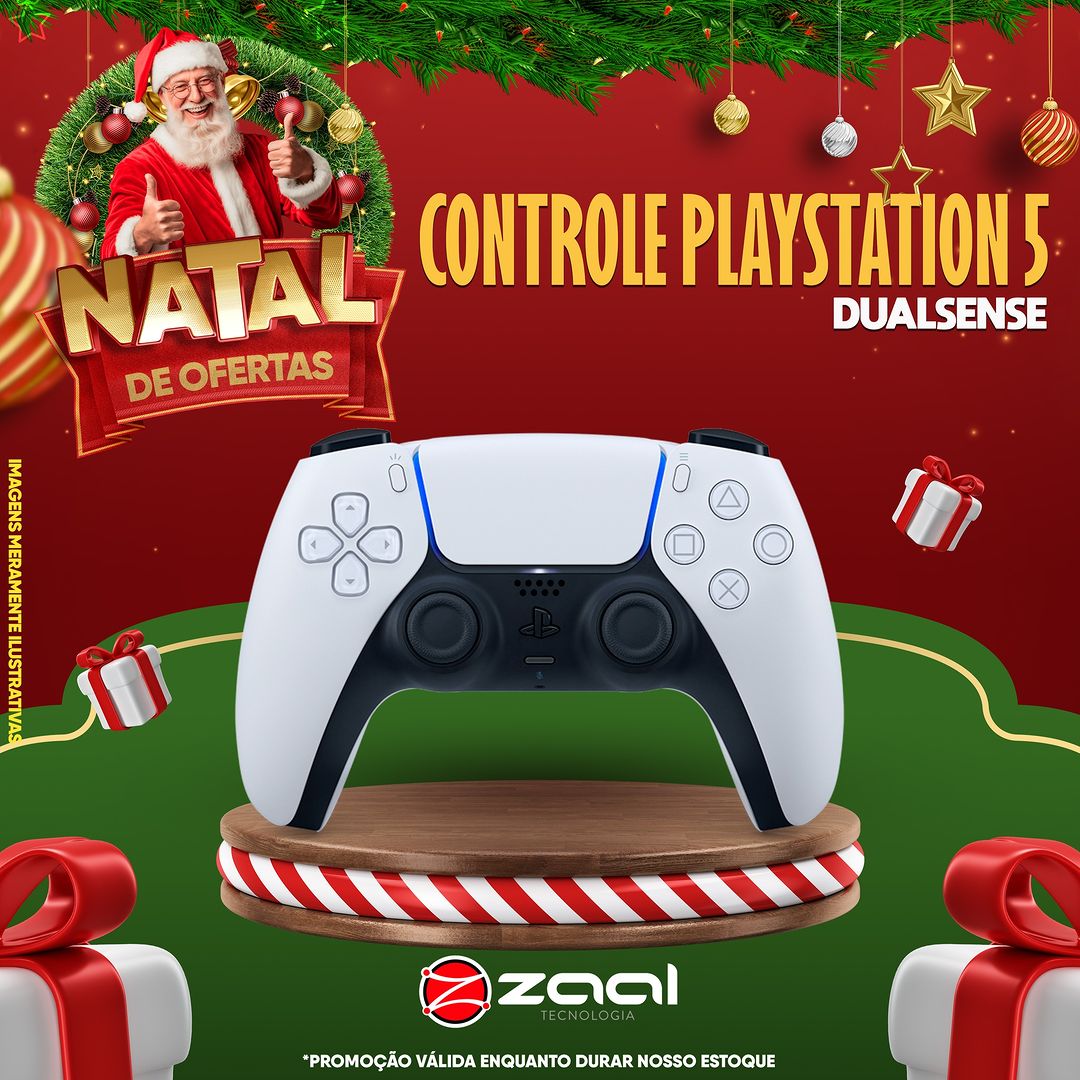 NATAL
DE OFERTAS
CONTROLE PLAYSTATION 5
DUALSENSE
IMAGENS MERAMENTE ILUSTRATIVAS
zaal
TECNOLOGIA
*PROMOÇÃO VÁLIDA ENQUANTO DURAR NOSSO ESTOQUE